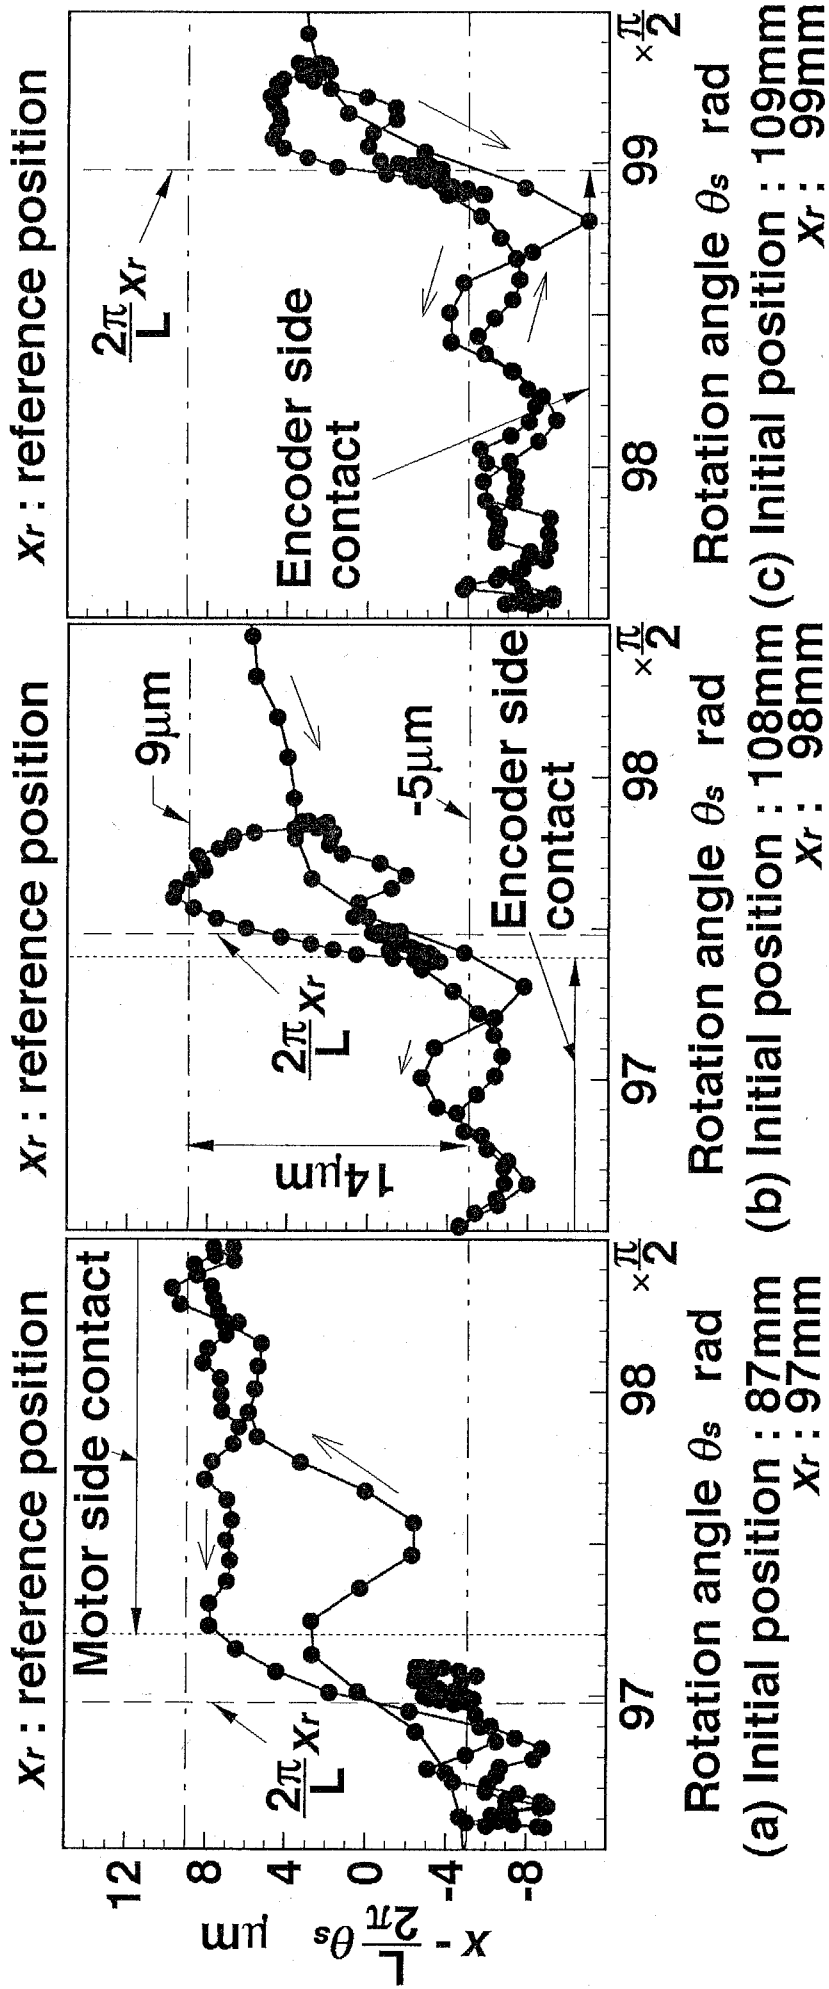 xr : reference position
Motor side contact
2π/L xr
12
8
4
0
-4
-8
x - L/2π θs μm
97
98
×π/2
Rotation angle θs rad
(a) Initial position : 87mm
xr : 97mm
xr : reference position
9μm
2π/L xr
14μm
-5μm
Encoder side
contact
97
98
×π/2
Rotation angle θs rad
(b) Initial position : 108mm
xr : 98mm
xr : reference position
2π/L xr
Encoder side
contact
98
99
×π/2
Rotation angle θs rad
(c) Initial position : 109mm
xr : 99mm